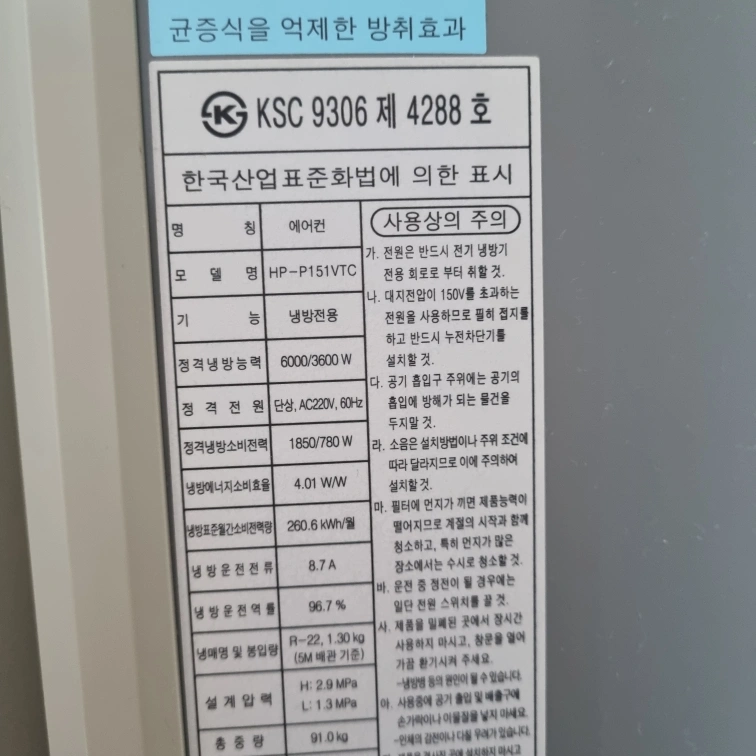 균증식을 억제한 방취효과
KSC 9306 제 4288 호
한국산업표준화법에 의한 표시
명 칭 에어컨
모 델 명 HP-P151VTC
기 능 냉방전용
정격냉방능력 6000/3600 W
정 격 전 원 단상, AC220V, 60Hz
정격냉방소비전력 1850/780 W
냉방에너지소비효율 4.01 W/W
냉방표준월간소비전력량 260.6 kWh/월
냉 방 운 전 전 류 8.7 A
냉 방 운 전 역 률 96.7 %
냉매명 및 봉입량 R-22, 1.30 kg
(5M 배관 기준)
설 계 압 력 H: 2.9 MPa
L: 1.3 MPa
총 중 량 91.0 kg
사용상의 주의
가. 전원은 반드시 전기 냉방기
전용 회로로 부터 취할 것.
나. 대지전압이 150V를 초과하는
전원을 사용하므로 필히 접지를
하고 반드시 누전차단기를
설치할 것.
다. 공기 흡입구 주위에는 공기의
흡입에 방해가 되는 물건을
두지말 것.
라. 소음은 설치방법이나 주위 조건에
따라 달라지므로 이에 주의하여
설치할 것.
마. 필터에 먼지가 끼면 제품능력이
떨어지므로 계절의 시작과 함께
청소하고, 특히 먼지가 많은
장소에서는 수시로 청소할 것.
바. 운전 중 정전이 될 경우에는
일단 전원 스위치를 끌 것.
사. 제품을 밀폐된 곳에서 장시간
사용하지 마시고, 창문을 열어
가끔 환기시켜 주세요.
-냉방병 등의 원인이 될 수 있습니다.
아. 사용중에 공기 흡입 및 배출구에
손가락이나 이물질을 넣지 마세요.
-인체의 감전이나 다칠 우려가 있습니다.